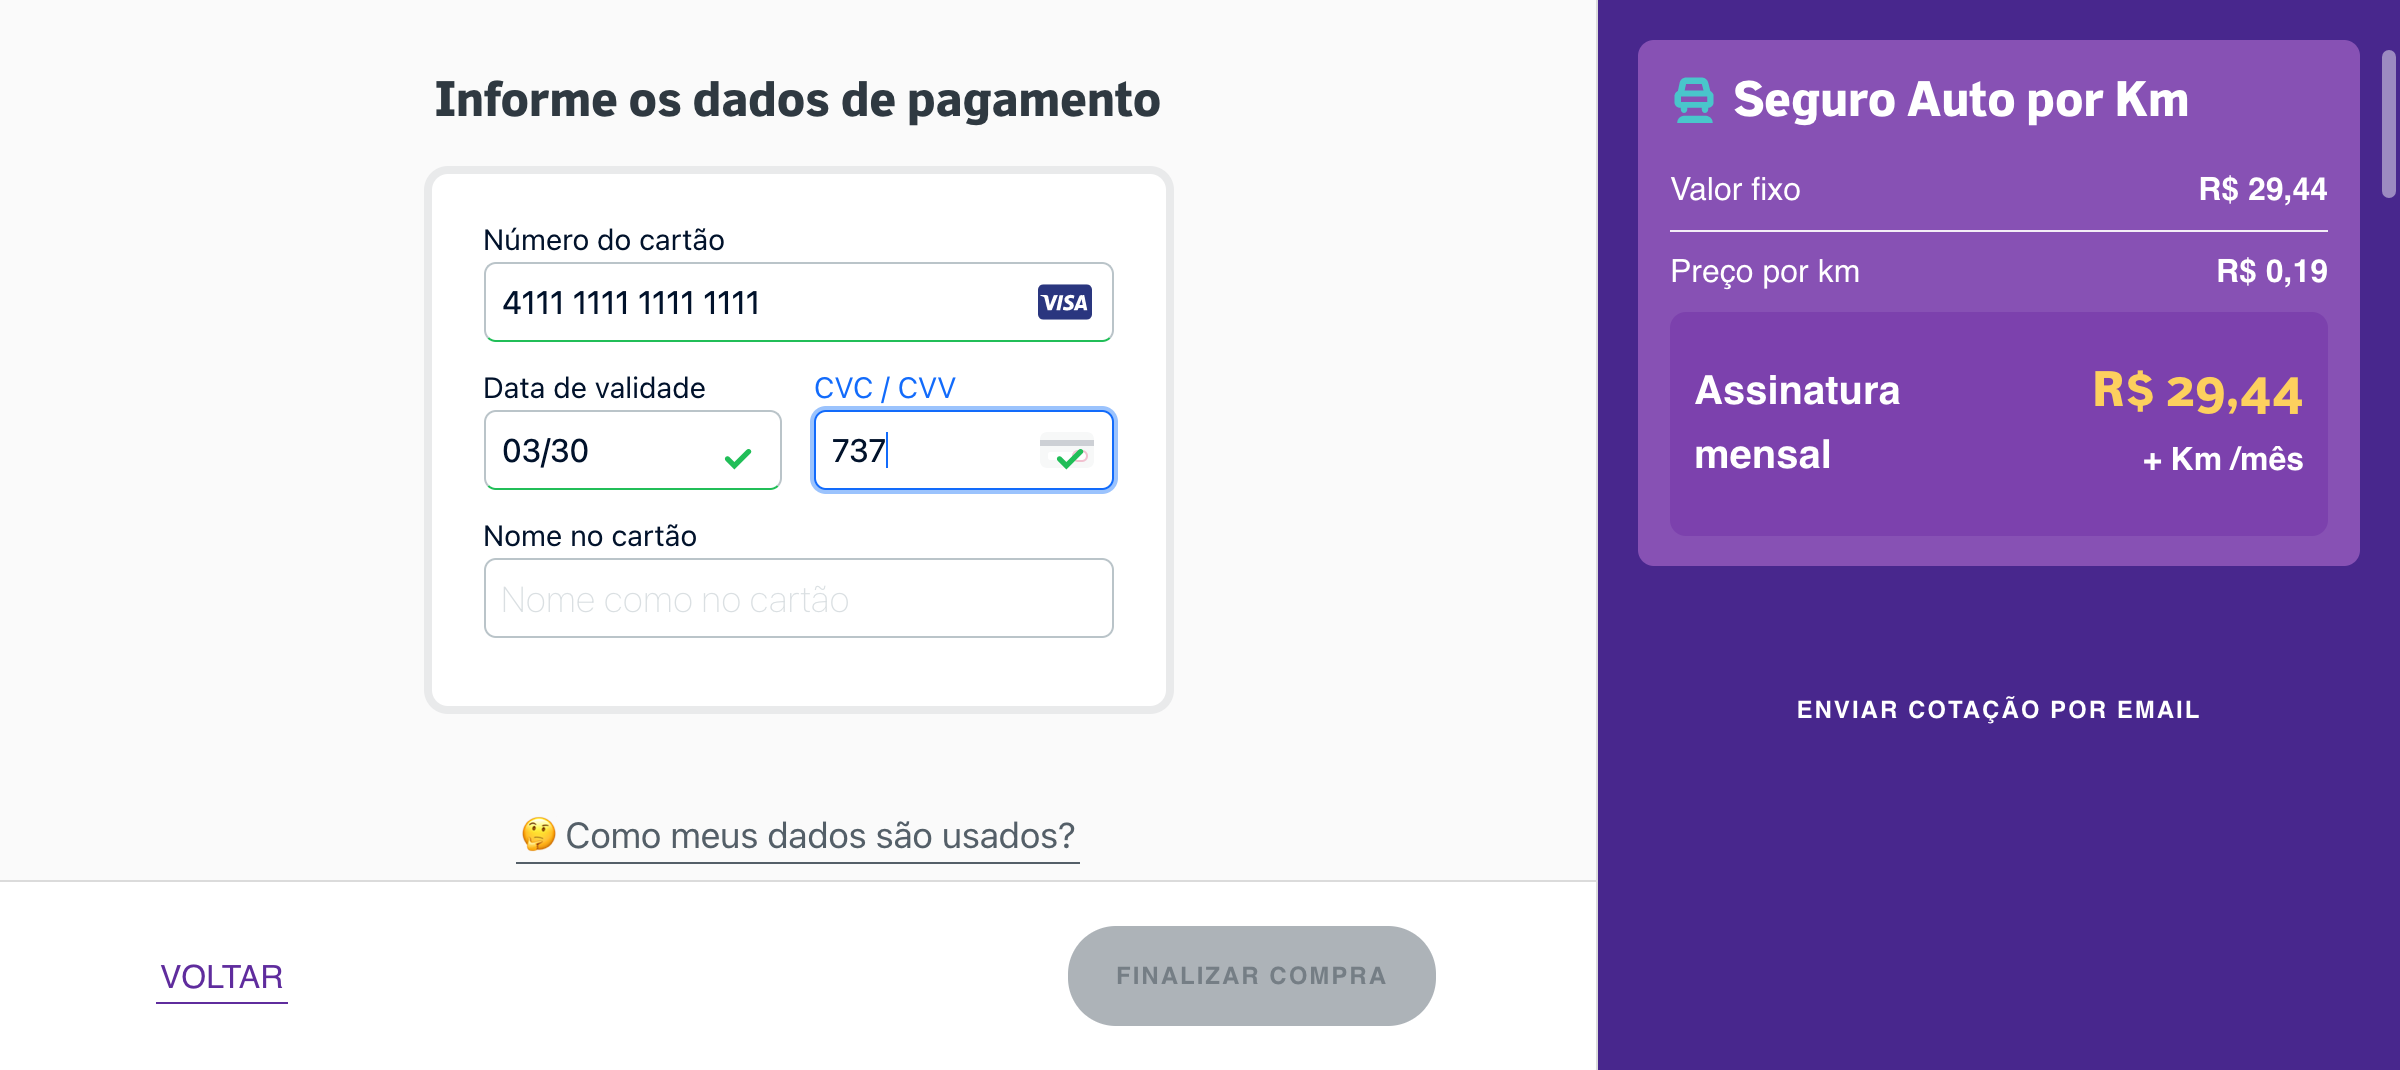 Informe os dados de pagamento
Número do cartão
4111 1111 1111 1111
VISA
Data de validade
CVC / CVV
03/30
737
Nome no cartão
Nome como no cartão
🤔 Como meus dados são usados?
VOLTAR
FINALIZAR COMPRA
Seguro Auto por Km
Valor fixo R$ 29,44
Preço por km R$ 0,19
Assinatura mensal
R$ 29,44
+ Km /mês
ENVIAR COTAÇÃO POR EMAIL